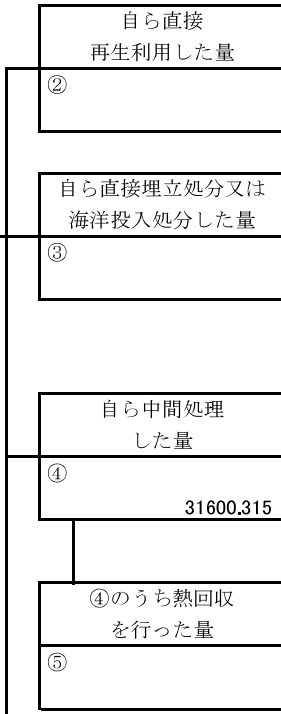 自ら直接
再生利用した量
②
自ら直接埋立処分又は
海洋投入処分した量
③
自ら中間処理
した量
④
31600.315
④のうち熱回収
を行った量
⑤